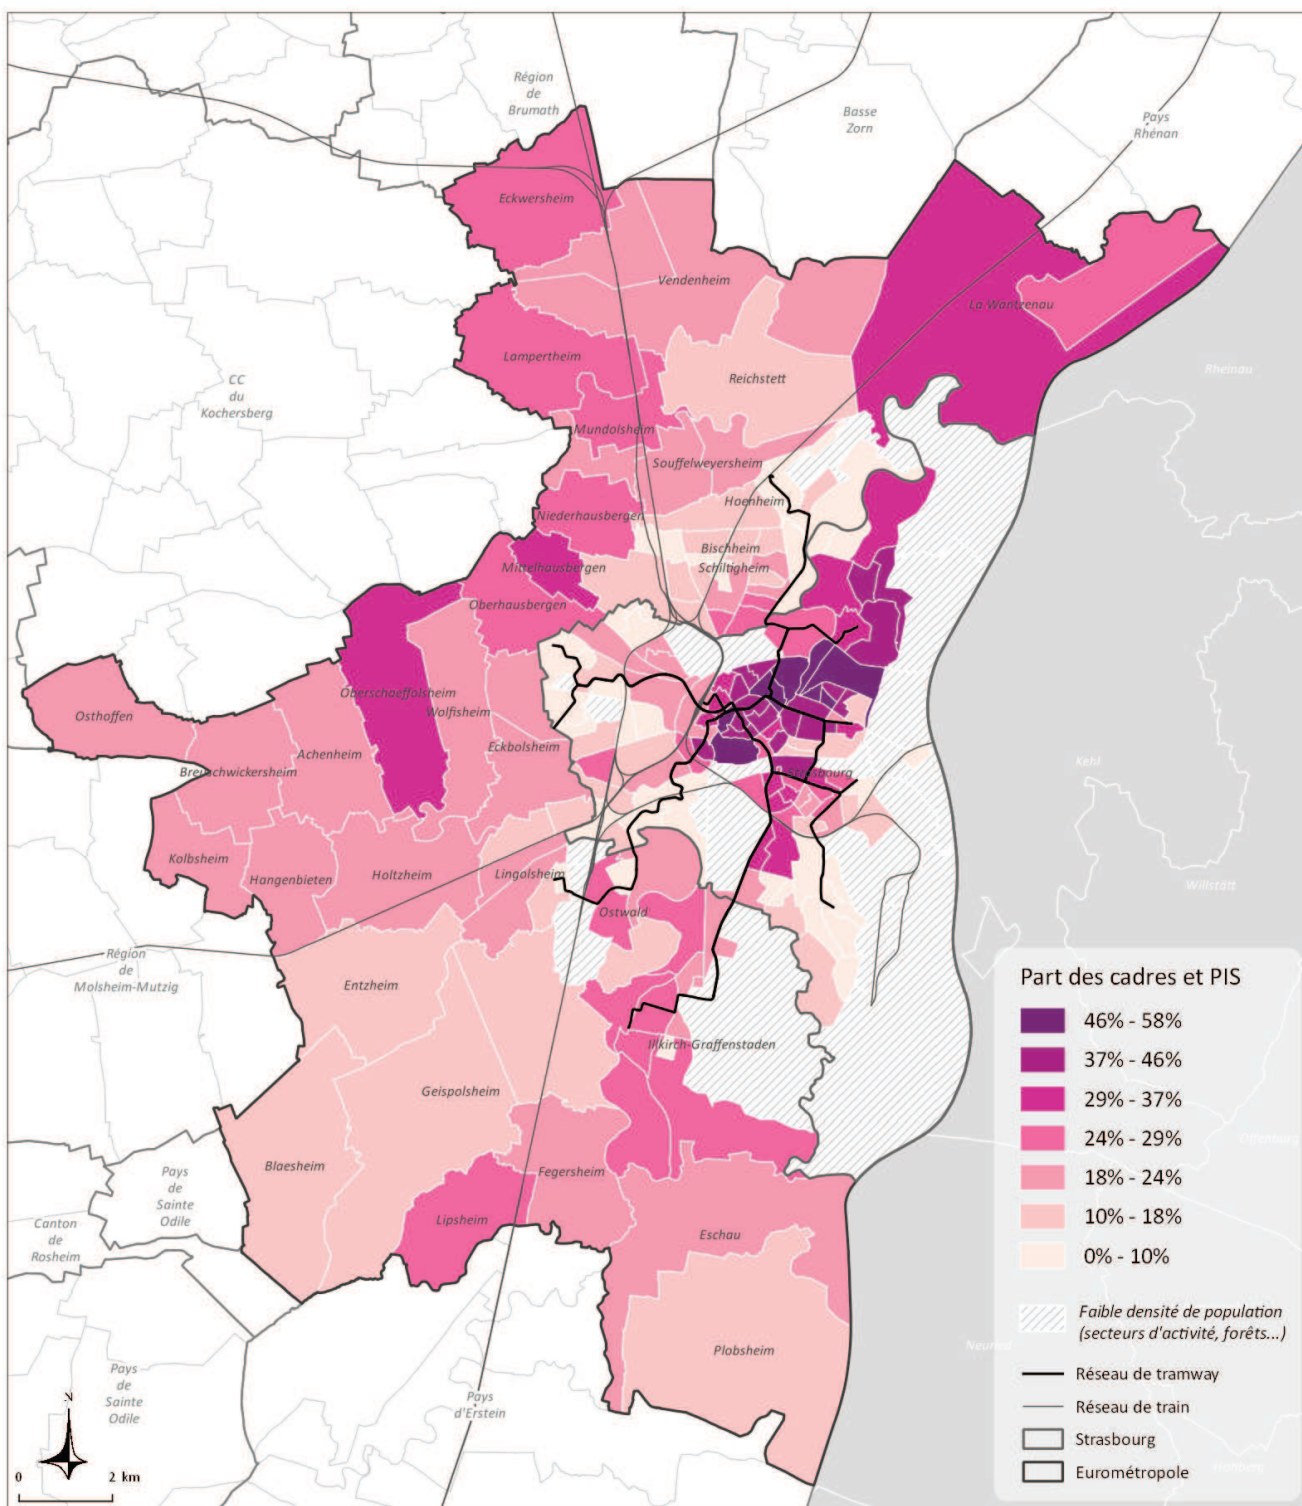 Région
de
Brumath
Basse
Zorn
Pays
Rhénan
Eckwersheim
Vendenheim
La Wantzenau
Lampertheim
Rheinau
Reichstett
CC
du
Kochersberg
Mundolsheim
Souffelweyersheim
Hoenheim
Niederhausbergen
Bischheim
Schiltigheim
Mittelhausbergen
Oberhausbergen
Oberschaeffolsheim
Wolfisheim
Osthoffen
Eckbolsheim
Achenheim
Breuschwickersheim
Strasbourg
Kehl
Kolbsheim
Hangenbieten
Holtzheim
Lingolsheim
Willstätt
Ostwald
Région
de
Molsheim-Mutzig
Entzheim
Illkirch-Graffenstaden
Geispolsheim
Offenburg
Blaesheim
Fegersheim
Pays
de
Sainte
Odile
Lipsheim
Canton
de
Rosheim
Eschau
Plobsheim
Pays
de
Sainte
Odile
Pays
d'Erstein
N
0 2 km
Part des cadres et PIS
46% - 58%
37% - 46%
29% - 37%
24% - 29%
18% - 24%
10% - 18%
0% - 10%
Faible densité de population
(secteurs d'activité, forêts...)
Réseau de tramway
Réseau de train
Strasbourg
Eurométropole